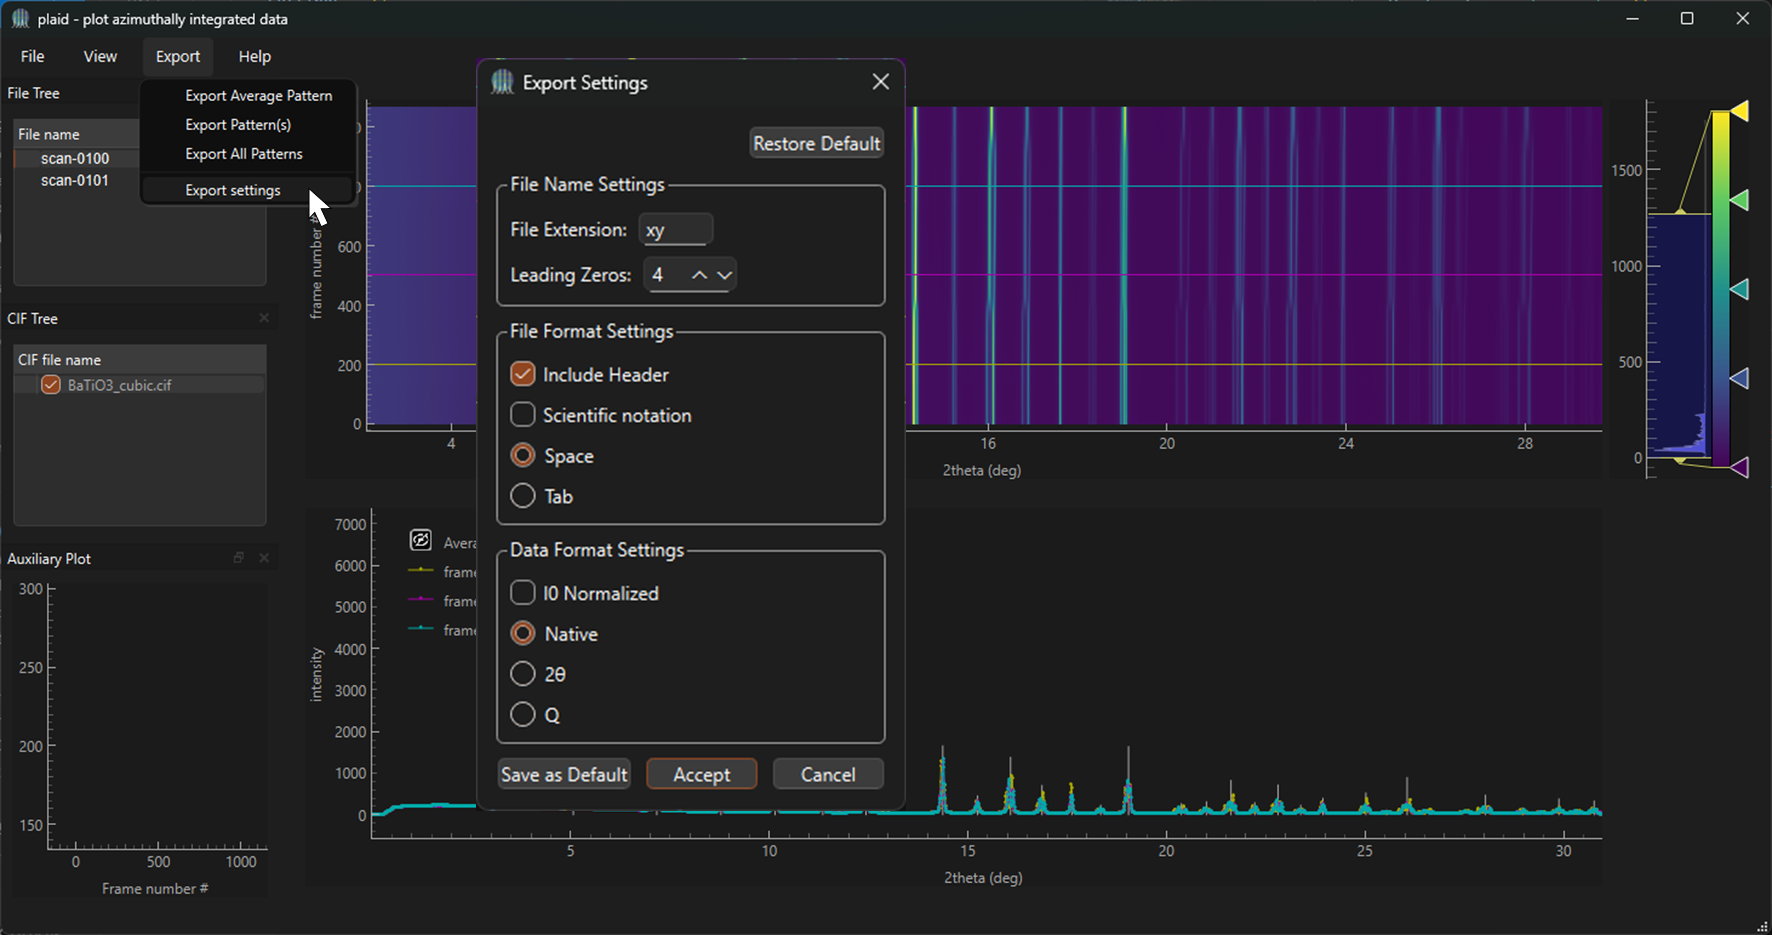 plaid - plot azimuthally integrated data
File View Export Help
File Tree
File name
scan-0100
scan-0101
Export Average Pattern
Export Pattern(s)
Export All Patterns
Export settings
CIF Tree
CIF file name
BaTiO3_cubic.cif
Auxiliary Plot
300
250
200
150
0 500 1000
Frame number #
frame number #
600
400
200
0
4 16 20 24 28
2theta (deg)
1500
1000
500
0
Export Settings
Restore Default
File Name Settings
File Extension: xy
Leading Zeros: 4
File Format Settings
Include Header
Scientific notation
Space
Tab
Data Format Settings
I0 Normalized
Native
2θ
Q
Save as Default Accept Cancel
intensity
7000
6000
5000
4000
3000
2000
1000
0
Avera
frame
frame
frame
5 10 15 20 25 30
2theta (deg)